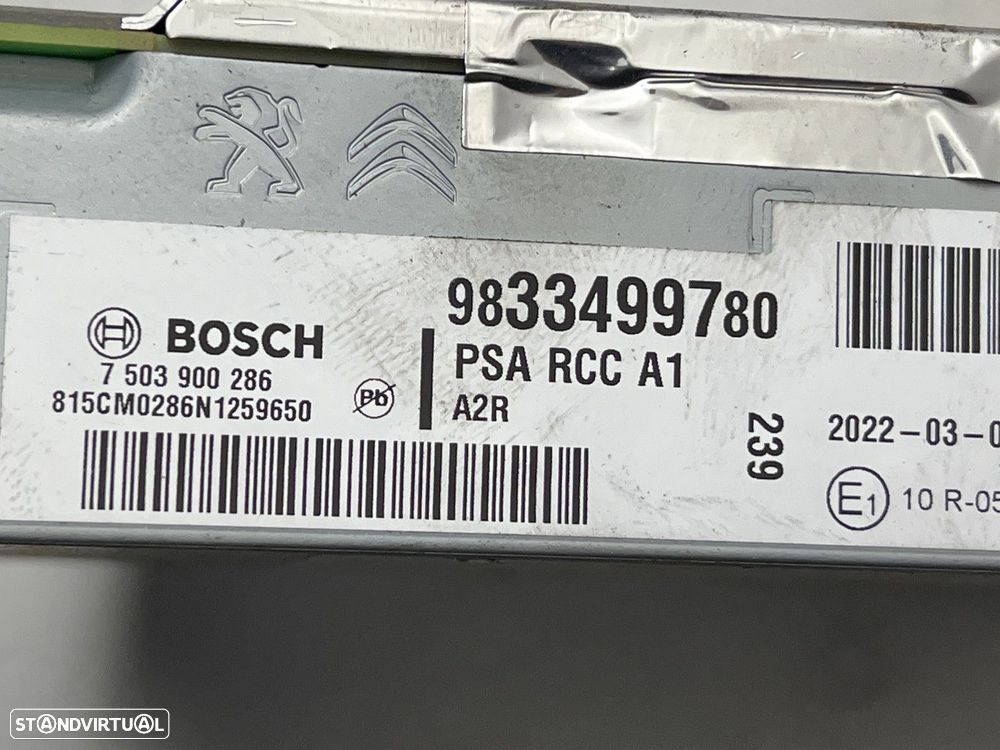 BOSCH
7 503 900 286
815CM0286N1259650
Pb
9833499780
PSA RCC A1
A2R
239
2022-03-0
E1
10 R-05
STANDVIRTUAL